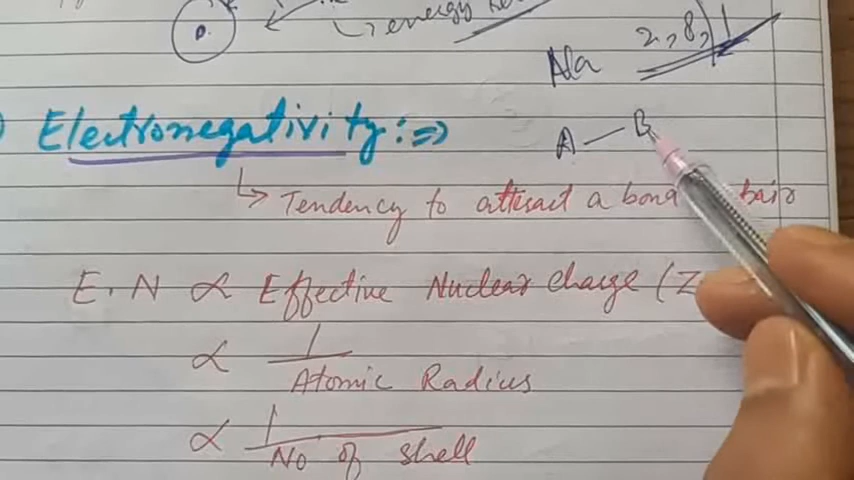 P.
energy
Na 2,8,1
Electronegativity :⇒
A — B
↳ Tendency to attract a bond pair
E.N ∝ Effective Nuclear charge (Z
∝ 1 / Atomic Radius
∝ 1 / No of shell